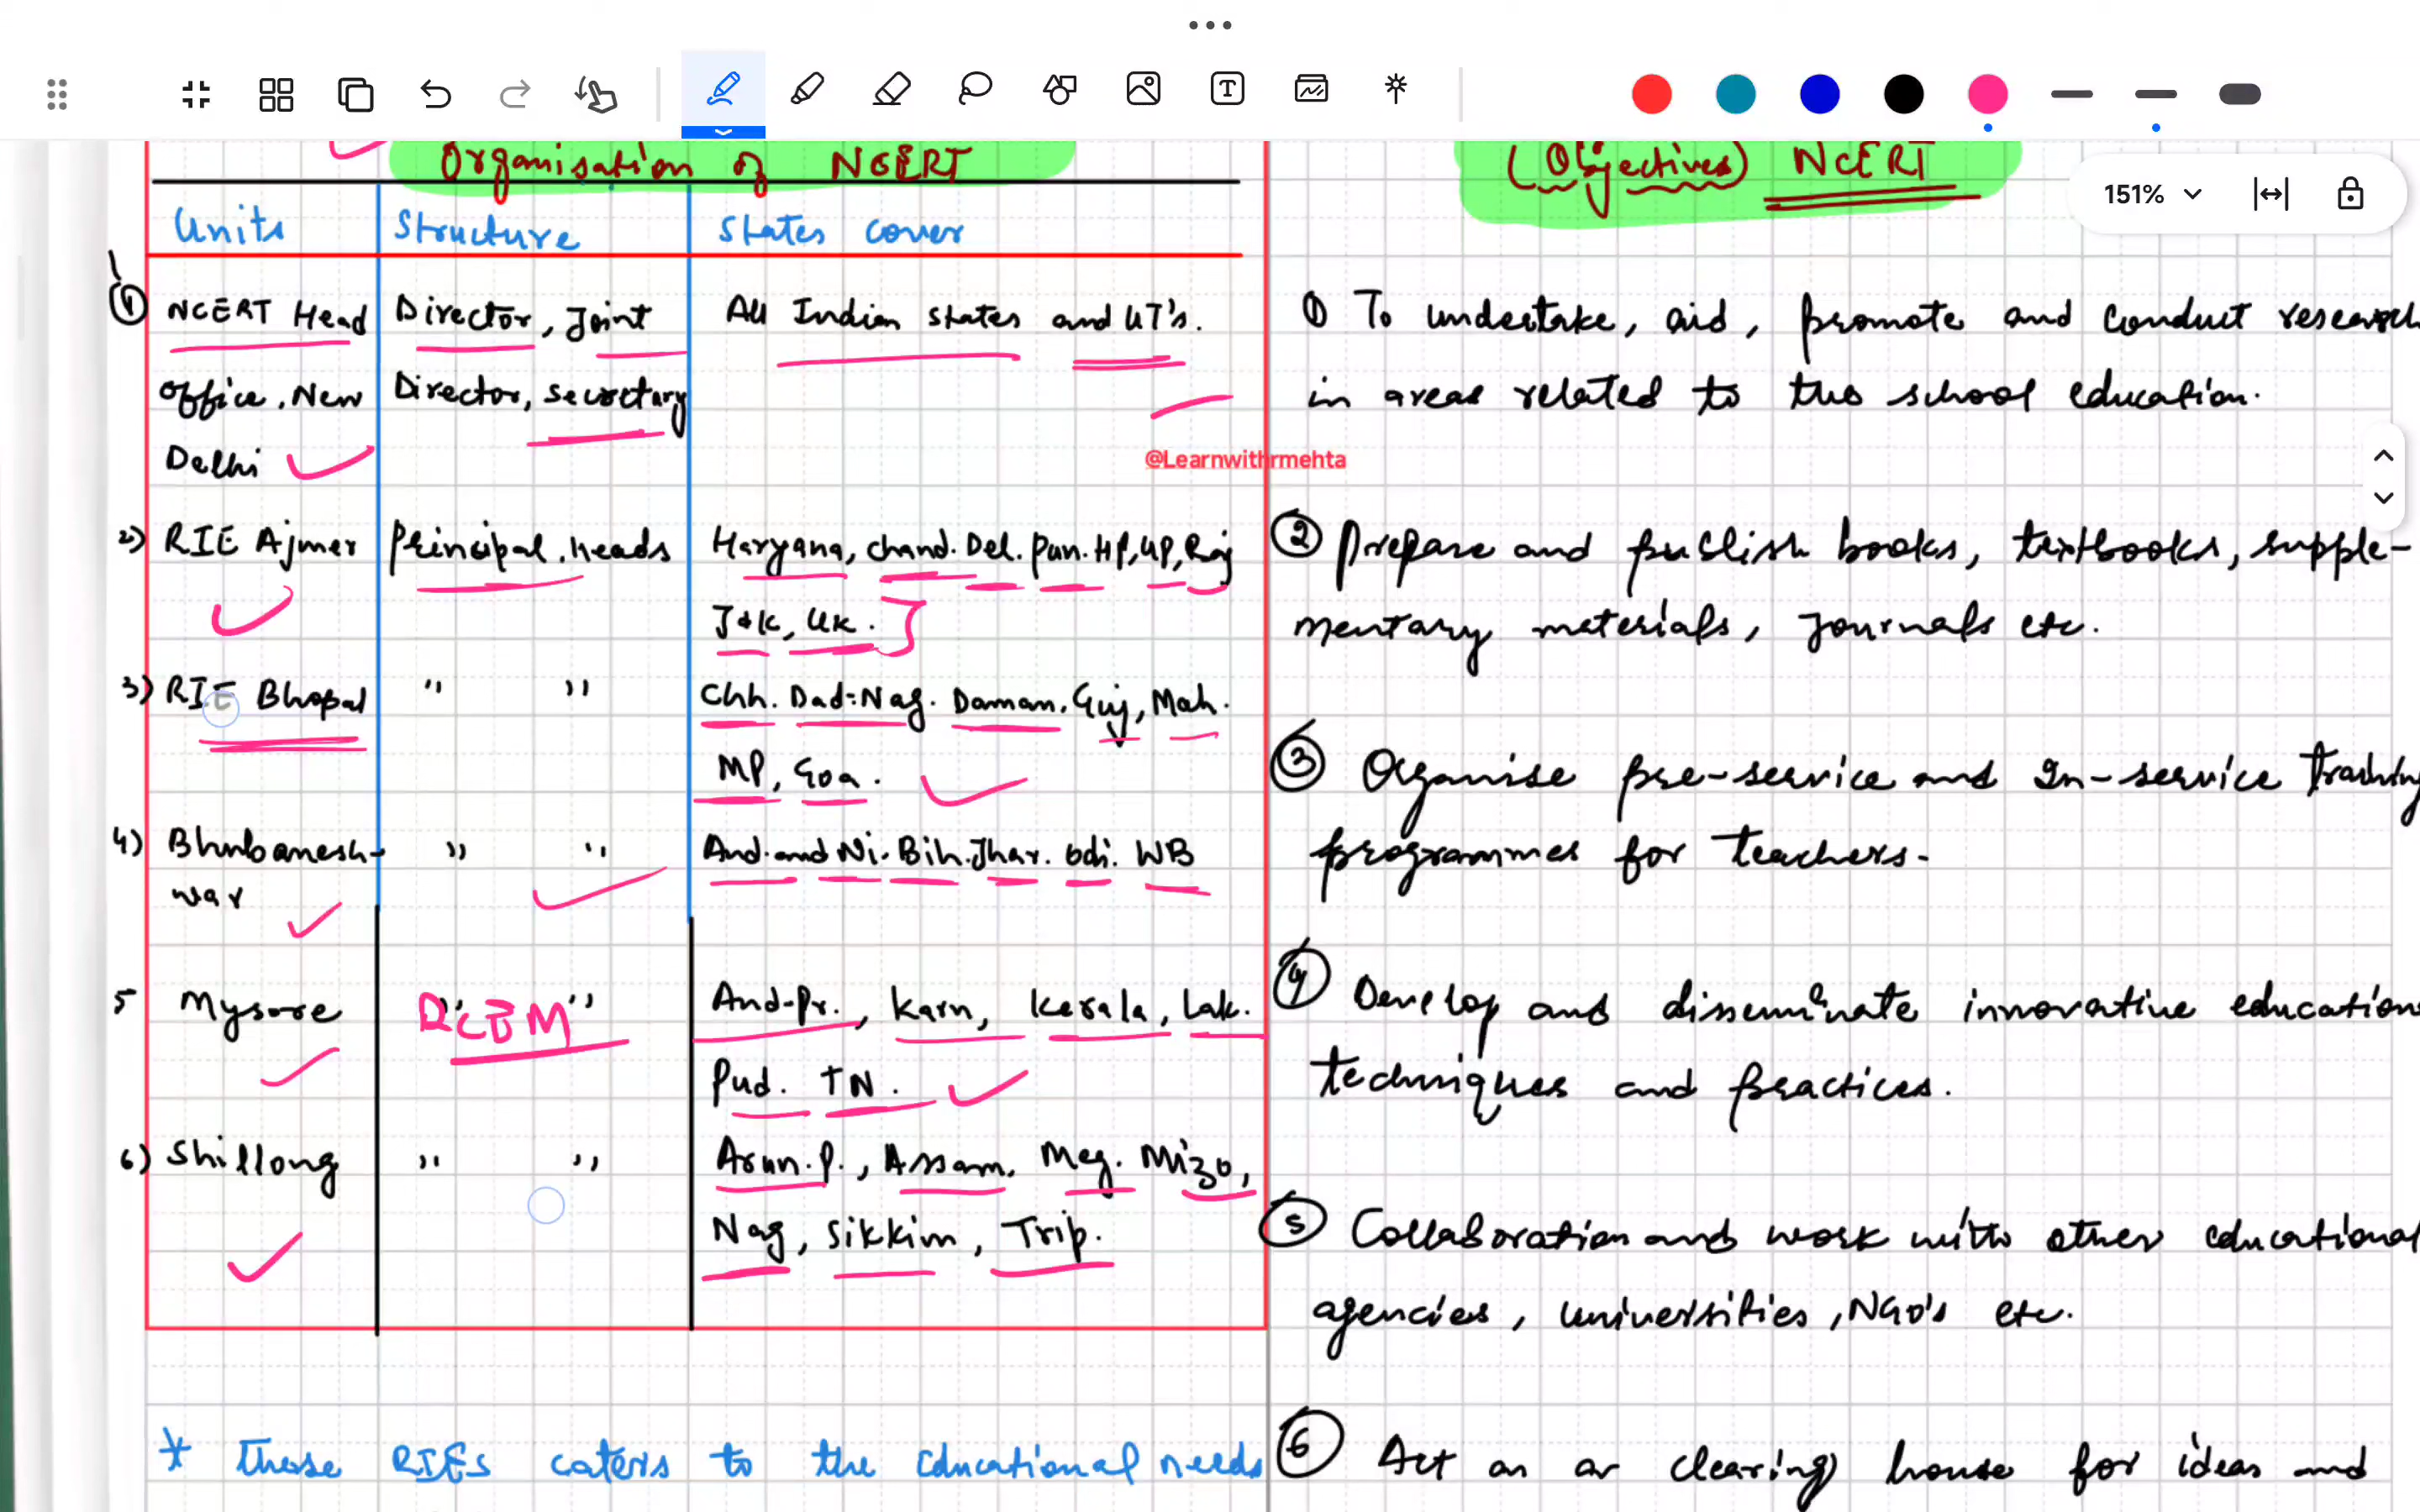 151%
Organisation of NCERT
Units Structure States cover
1) NCERT Head Director, Joint All Indian states and UT's.
office, New Director, secretary
Delhi
2) RIE Ajmer Principal, heads Haryana, Chand. Del. Pun. HP, UP, Raj
J&K, UK.
3) RIE Bhopal " " Chh. Dad:Nag. Daman. Guj, Mah.
MP, Goa.
4) Bhubanesh- " " And. and Ni. Bih. Jhar. Odi. WB
war
5 Mysore " " And-Pr., Karn, Kerala, Lak.
Pud. TN.
6) Shillong " " Arun. P., Assam, Meg. Mizo,
Nag, Sikkim, Trip.
* These RIEs caters to the Educational needs
@Learnwithrmehta
(Objectives) NCERT
① To undertake, aid, promote and conduct research
in areas related to the school education.
② Prepare and publish books, textbooks, supple-
mentary materials, Journals etc.
③ Organise pre-service and In-service training
programmes for teachers-
④ Develop and disseminate innovative education
techniques and practices.
⑤ Collaboration and work with other educational
agencies, universities, NGO's etc.
⑥ Act as a clearing house for ideas and